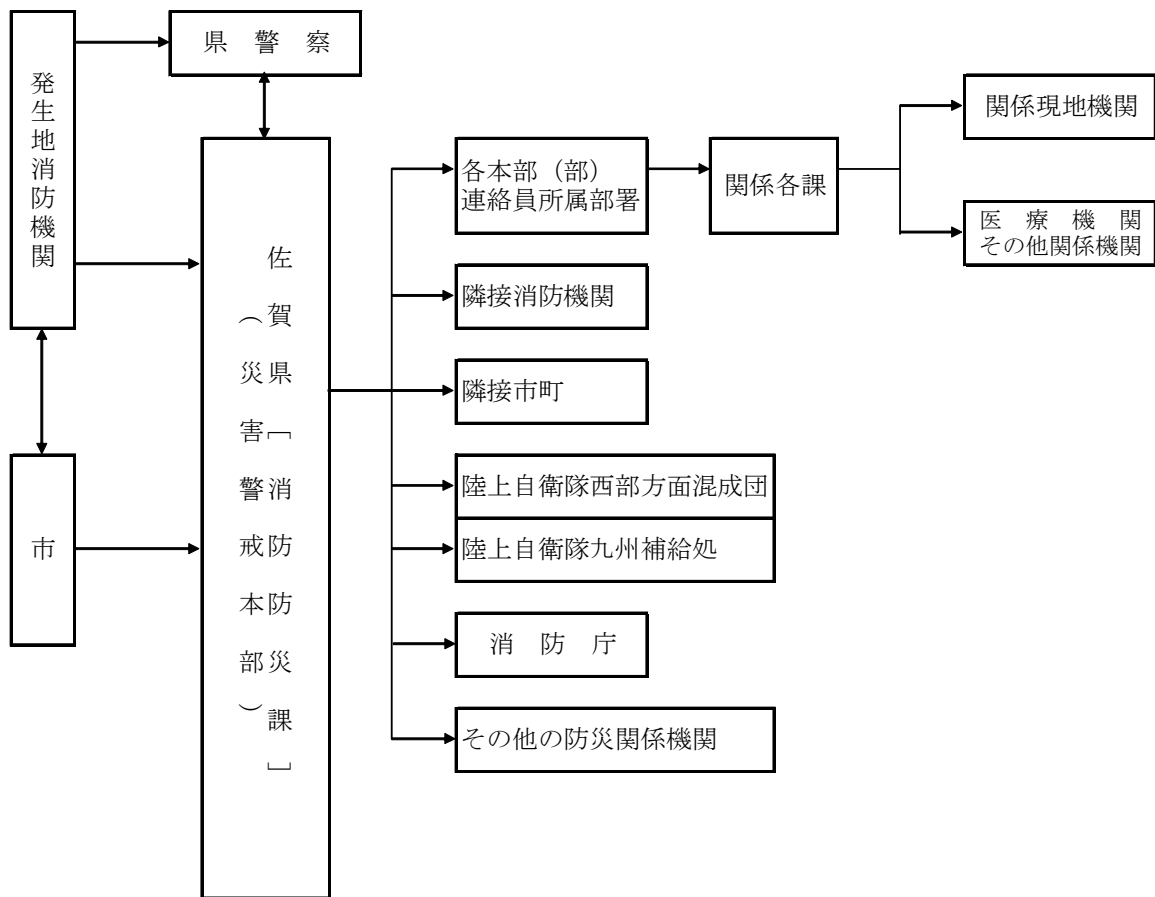 発生地消防機関
市
県　警　察
佐賀県［消防防災課］
（災害警戒本部）
各本部（部）
連絡員所属部署
隣接消防機関
隣接市町
陸上自衛隊西部方面混成団
陸上自衛隊九州補給処
消　防　庁
その他の防災関係機関
関係各課
関係現地機関
医　療　機　関
その他関係機関